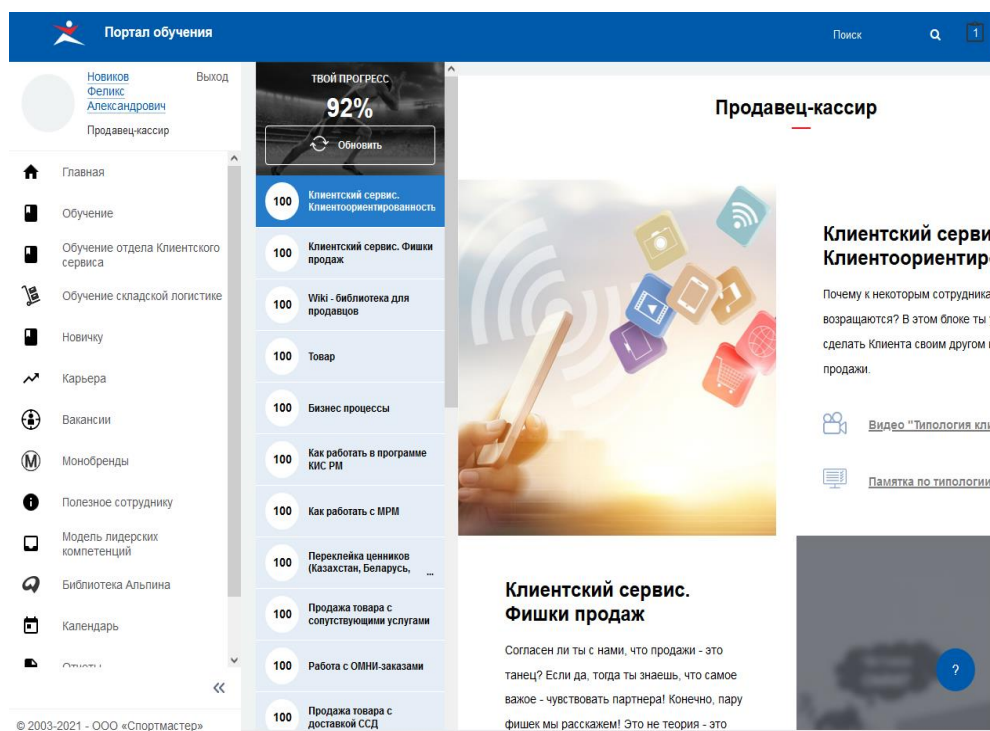 Портал обучения
Поиск
1
Новиков
Феликс
Александрович
Выход
Продавец-кассир
Главная
Обучение
Обучение отдела Клиентского
сервиса
Обучение складской логистике
Новичку
Карьера
Вакансии
Монобренды
Полезное сотруднику
Модель лидерских
компетенций
Библиотека Альпина
Календарь
Отчеты
© 2003-2021 - ООО «Спортмастер»
ТВОЙ ПРОГРЕСС
92%
Обновить
100 Клиентский сервис.
Клиентоориентированность
100 Клиентский сервис. Фишки
продаж
100 Wiki - библиотека для
продавцов
100 Товар
100 Бизнес процессы
100 Как работать в программе
КИС РМ
100 Как работать с МРМ
100 Переклейка ценников
(Казахстан, Беларусь, ...
100 Продажа товара с
сопутствующими услугами
100 Работа с ОМНИ-заказами
100 Продажа товара с
доставкой ССД
Продавец-кассир
Клиентский серви
Клиентоориентир
Почему к некоторым сотрудника
возращаются? В этом блоке ты
сделать Клиента своим другом
продажи.
Видео "Типология кли
Памятка по типологии
Клиентский сервис.
Фишки продаж
Согласен ли ты с нами, что продажи - это
танец? Если да, тогда ты знаешь, что самое
важое - чувствовать партнера! Конечно, пару
фишек мы расскажем! Это не теория - это
?